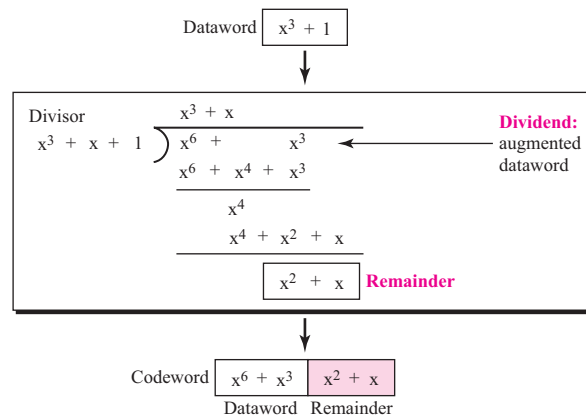 Dataword x³ + 1
x³ + x
Divisor
x³ + x + 1 x⁶ + x³
Dividend:
augmented
dataword
x⁶ + x⁴ + x³
x⁴
x⁴ + x² + x
x² + x Remainder
Codeword x⁶ + x³ x² + x
Dataword Remainder